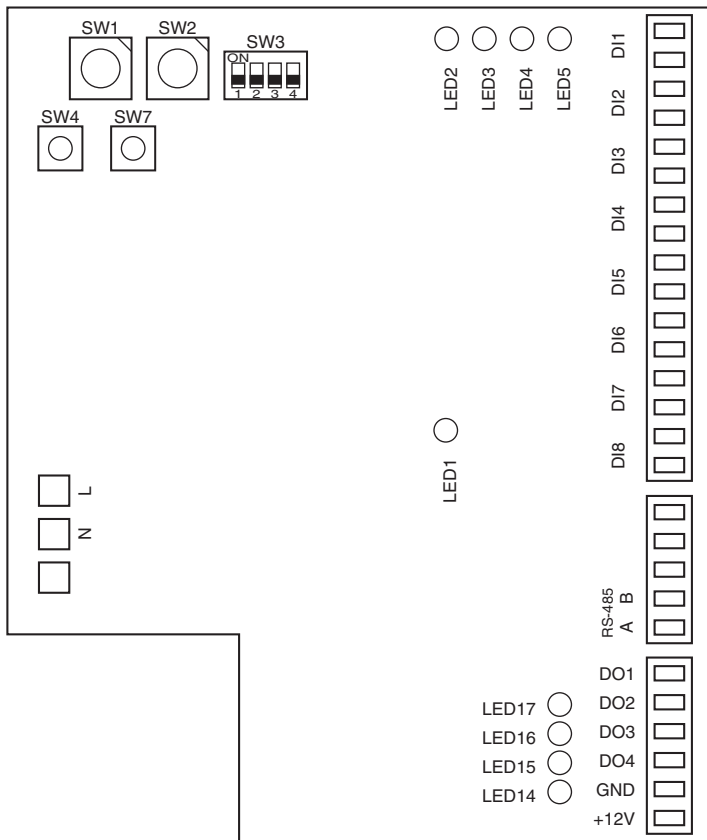 SW1
SW2
SW3
ON
1 2 3 4
SW4
SW7
LED2
LED3
LED4
LED5
DI1
DI2
DI3
DI4
DI5
DI6
DI7
DI8
LED1
L
N
RS-485
B
A
DO1
DO2
DO3
DO4
GND
+12V
LED17
LED16
LED15
LED14